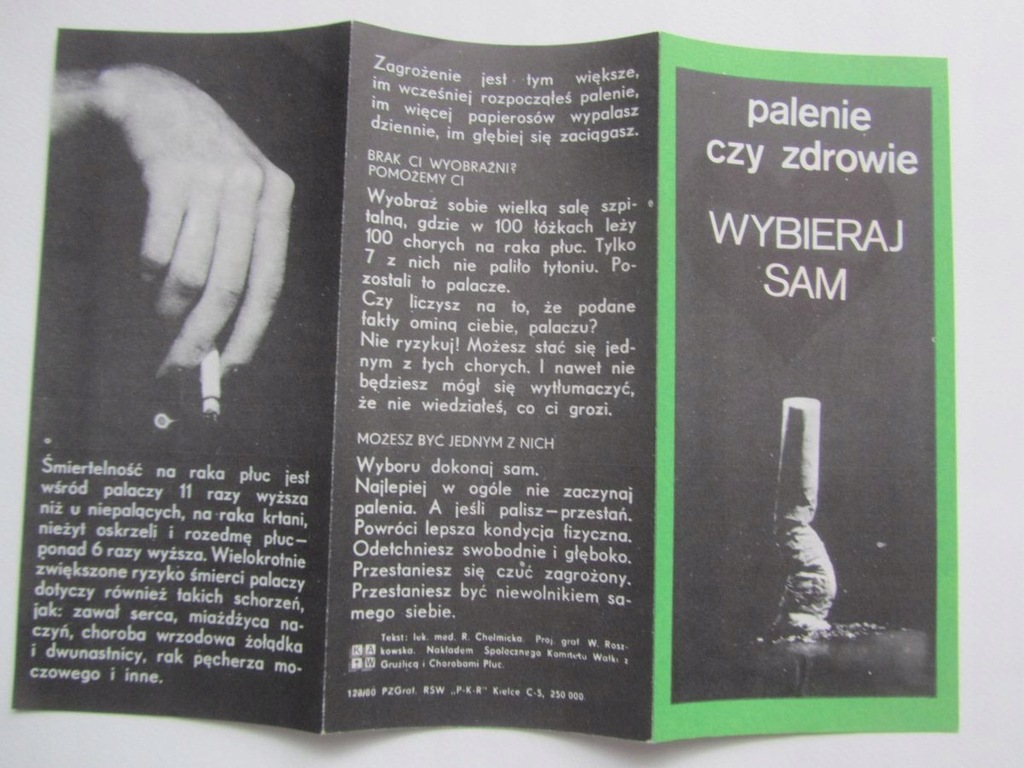 Śmiertelność na raka płuc jest
wśród palaczy 11 razy wyższa
niż u niepalących, na raka krtani,
nieżyt oskrzeli i rozedmę płuc—
ponad 6 razy wyższa. Wielokrotnie
zwiększone ryzyko śmierci palaczy
dotyczy również takich schorzeń,
jak: zawał serca, miażdżyca na-
czyń, choroba wrzodowa żołądka
i dwunastnicy, rak pęcherza mo-
czowego i inne.
Zagrożenie jest tym większe,
im wcześniej rozpocząłeś palenie,
im więcej papierosów wypalasz
dziennie, im głębiej się zaciągasz.
BRAK CI WYOBRAŹNI?
POMOŻEMY CI
Wyobraź sobie wielką salę szpi-
talną, gdzie w 100 łóżkach leży
100 chorych na raka płuc. Tylko
7 z nich nie paliło tytoniu. Po-
zostali to palacze.
Czy liczysz na to, że podane
fakty ominą ciebie, palaczu?
Nie ryzykuj! Możesz stać się jed-
nym z tych chorych. I nawet nie
będziesz mógł się wytłumaczyć,
że nie wiedziałeś, co ci grozi.
MOŻESZ BYĆ JEDNYM Z NICH
Wyboru dokonaj sam.
Najlepiej w ogóle nie zaczynaj
palenia. A jeśli palisz—przestań.
Powróci lepsza kondycja fizyczna.
Odetchniesz swobodnie i głęboko.
Przestaniesz się czuć zagrożony.
Przestaniesz być niewolnikiem sa-
mego siebie.
Tekst: lek. med. R. Chełmicka. Proj. graf. W. Rosz-
kowska. Nakładem Społecznego Komitetu Walki z
Gruźlicą i Chorobami Płuc.
KAW
128/80 PZGraf. RSW „P-K-R" Kielce C-5, 250 000.
palenie
czy zdrowie
WYBIERAJ
SAM